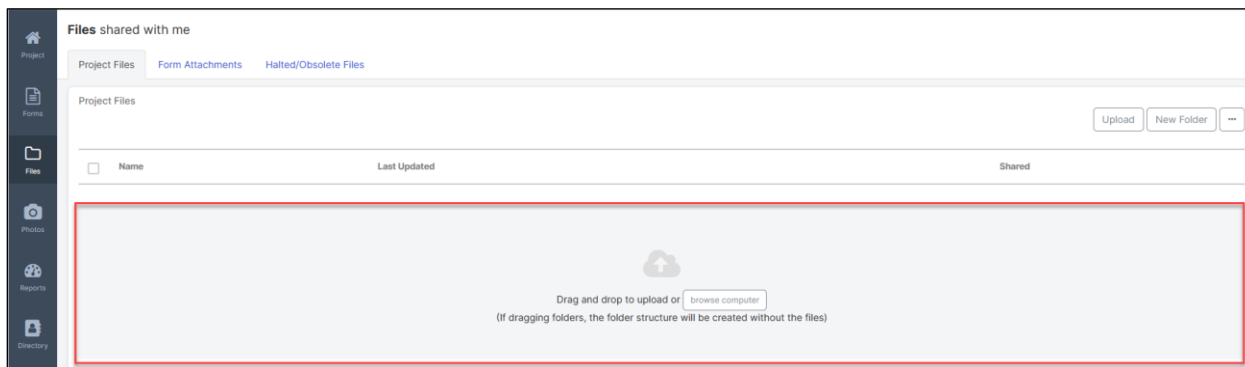 Files shared with me
Project
Project Files Form Attachments Halted/Obsolete Files
Project Files
Forms
Upload New Folder ...
Files
Name Last Updated Shared
Photos
Reports
Drag and drop to upload or browse computer
(If dragging folders, the folder structure will be created without the files)
Directory